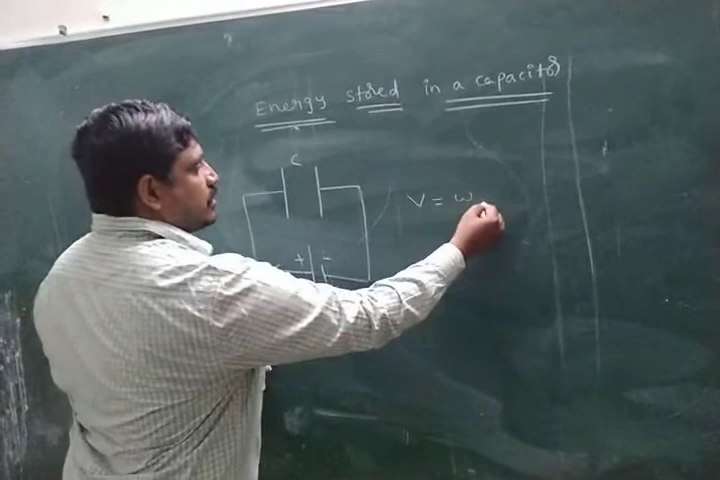 Energy stored in a capacitor
C
V = W
+ -